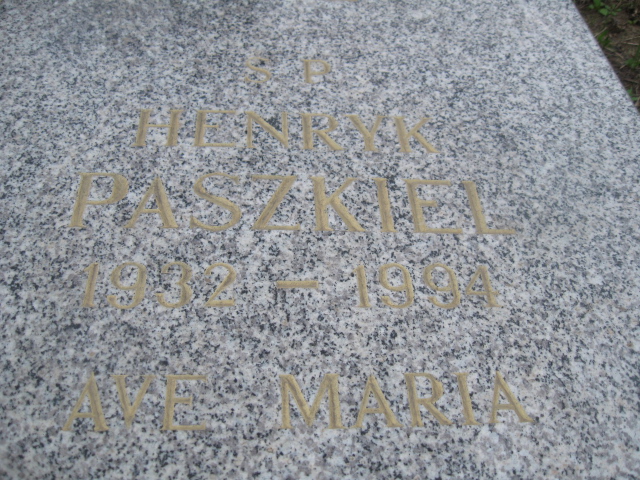 Ś P
HENRYK
PASZKIEL
1932 - 1994
AVE MARIA